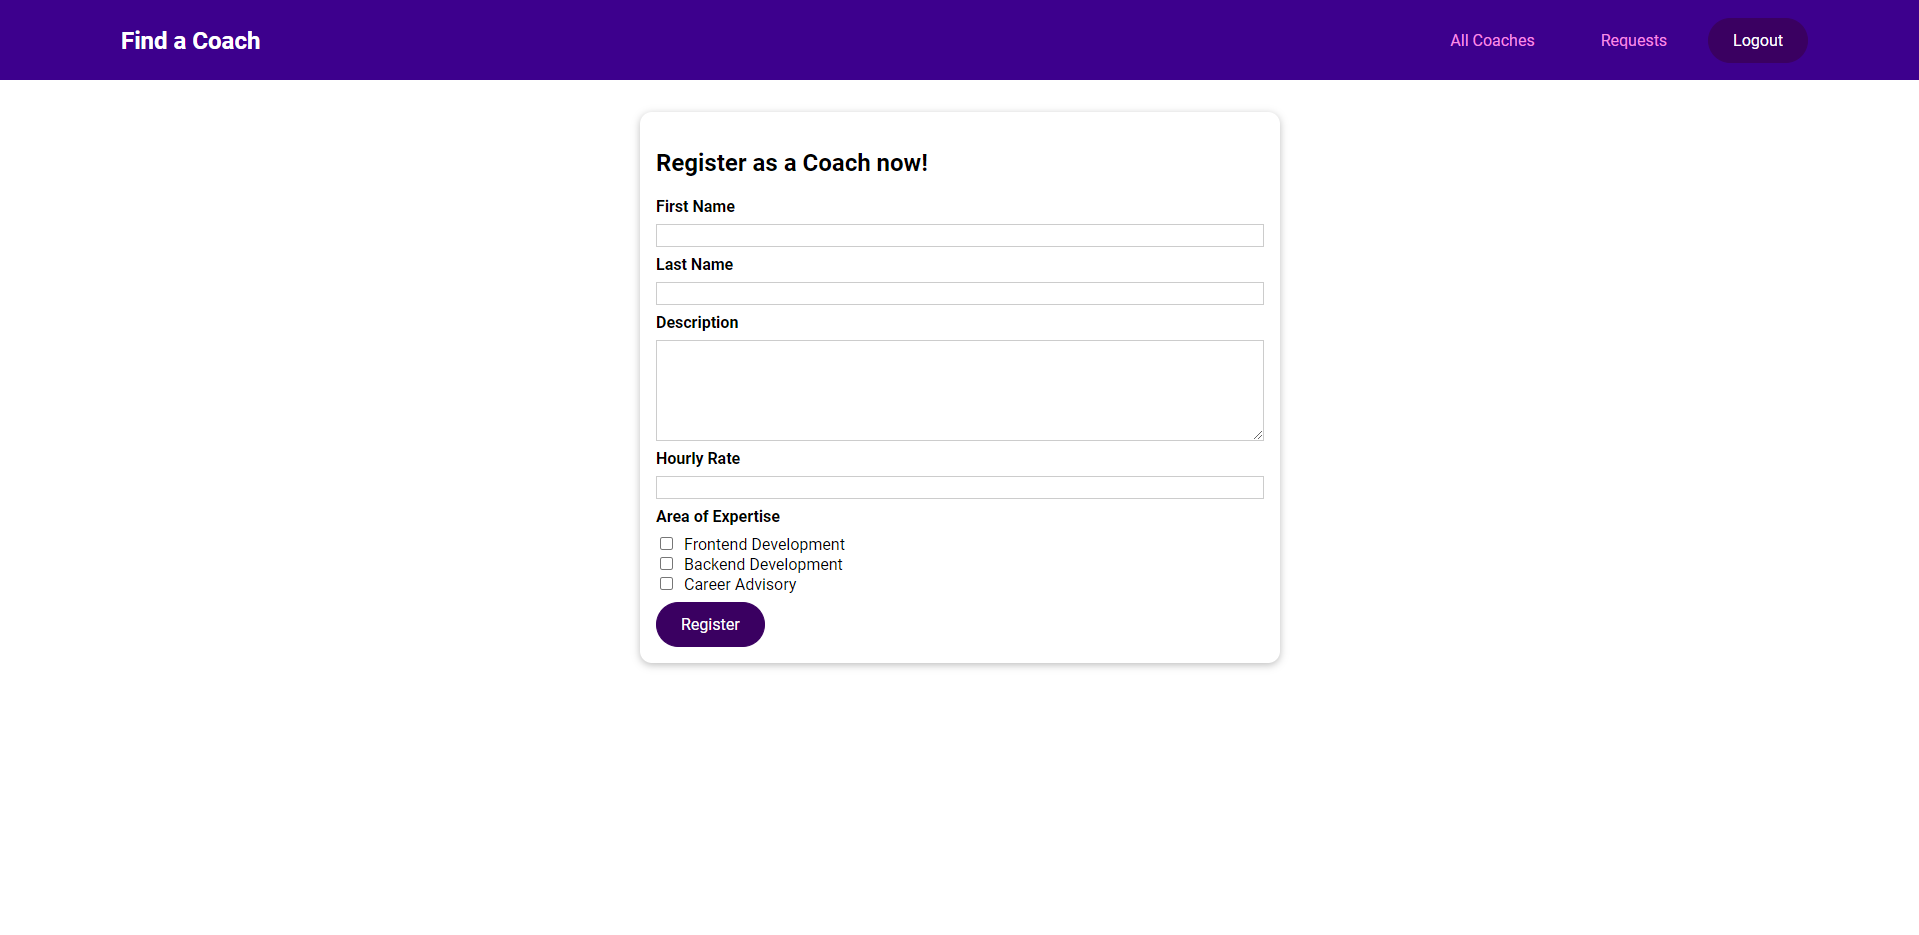 Find a Coach
All Coaches
Requests
Logout
Register as a Coach now!
First Name
Last Name
Description
Hourly Rate
Area of Expertise
Frontend Development
Backend Development
Career Advisory
Register